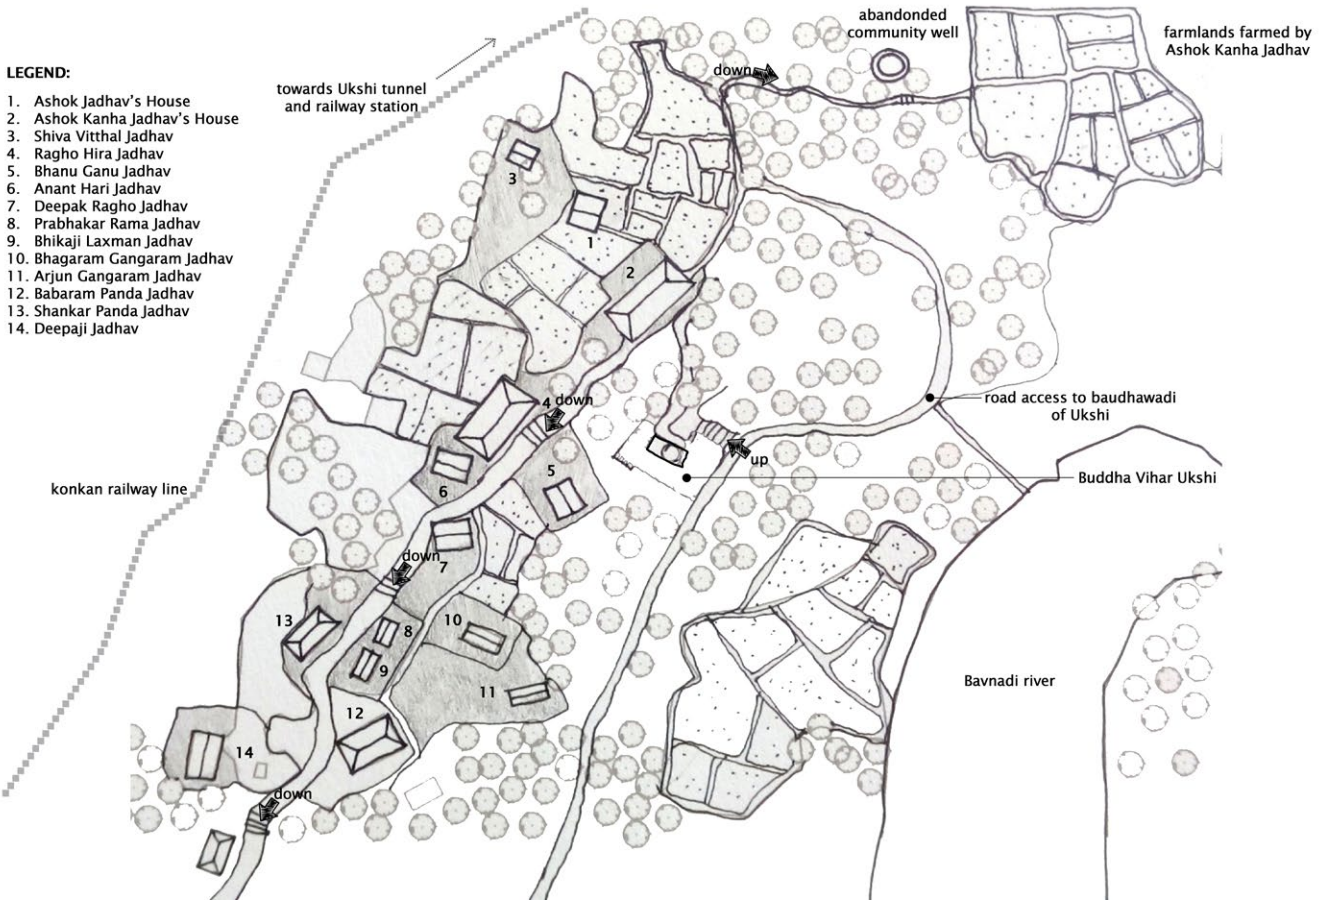 abandonded
community well
farmlands farmed by
Ashok Kanha Jadhav
down
towards Ukshi tunnel
and railway station
LEGEND:
1. Ashok Jadhav's House
2. Ashok Kanha Jadhav's House
3. Shiva Vitthal Jadhav
4. Ragho Hira Jadhav
5. Bhanu Ganu Jadhav
6. Anant Hari Jadhav
7. Deepak Ragho Jadhav
8. Prabhakar Rama Jadhav
9. Bhikaji Laxman Jadhav
10. Bhagaram Gangaram Jadhav
11. Arjun Gangaram Jadhav
12. Babaram Panda Jadhav
13. Shankar Panda Jadhav
14. Deepaji Jadhav
3
1
2
4
down
road access to baudhawadi
of Ukshi
up
5
Buddha Vihar Ukshi
konkan railway line
6
down
7
13
8
10
9
11
Bavnadi river
12
14
down